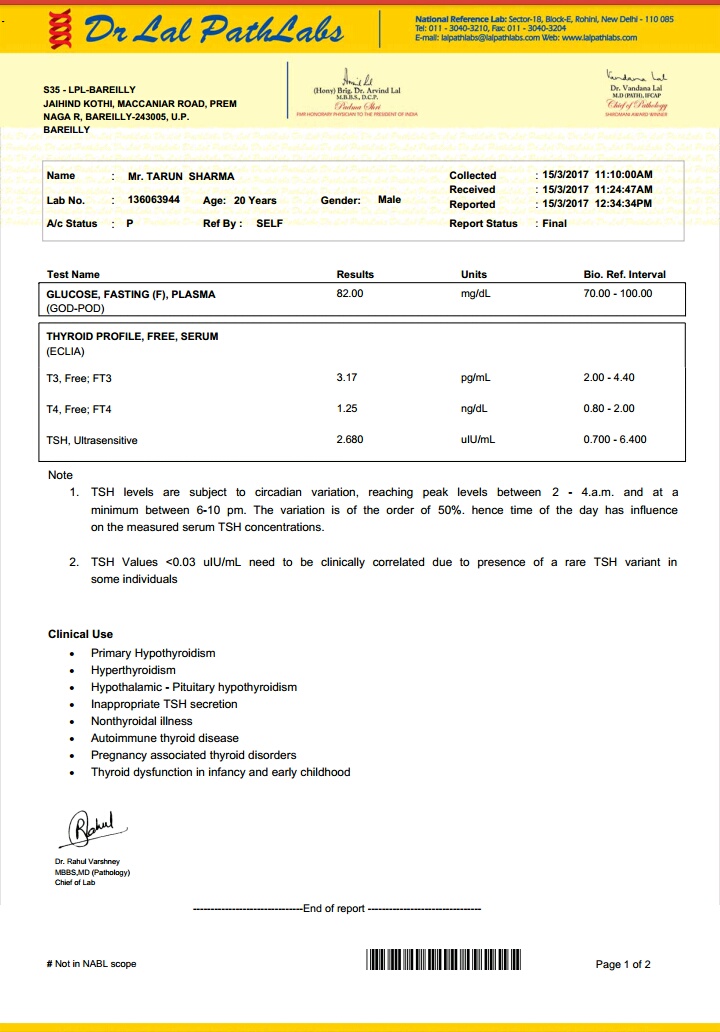 Dr Lal PathLabs
National Reference Lab: Sector-18, Block-E, Rohini, New Delhi - 110 085
Tel: 011 - 3040-3210, Fax: 011 - 3040-3204
E-mail: lalpathlabs@lalpathlabs.com Web: www.lalpathlabs.com
S35 - LPL-BAREILLY
JAIHIND KOTHI, MACCANIAR ROAD, PREM
NAGA R, BAREILLY-243005, U.P.
BAREILLY
(Hony) Brig. Dr. Arvind Lal
M.B.B.S., D.C.P.
Padma Shri
FAIR HONORARY PHYSICIAN TO THE PRESIDENT OF INDIA
Vandana Lal
Dr. Vandana Lal
M.D (PATH), IFCAP
Chief of Pathology
SHIROMANI AWARD WINNER
Name : Mr. TARUN SHARMA Collected : 15/3/2017 11:10:00AM
Received : 15/3/2017 11:24:47AM
Lab No. : 136063944 Age: 20 Years Gender: Male Reported : 15/3/2017 12:34:34PM
A/c Status : P Ref By : SELF Report Status : Final
Test Name Results Units Bio. Ref. Interval
GLUCOSE, FASTING (F), PLASMA 82.00 mg/dL 70.00 - 100.00
(GOD-POD)
THYROID PROFILE, FREE, SERUM
(ECLIA)
T3, Free; FT3 3.17 pg/mL 2.00 - 4.40
T4, Free; FT4 1.25 ng/dL 0.80 - 2.00
TSH, Ultrasensitive 2.680 uIU/mL 0.700 - 6.400
Note
1. TSH levels are subject to circadian variation, reaching peak levels between 2 - 4.a.m. and at a
minimum between 6-10 pm. The variation is of the order of 50%. hence time of the day has influence
on the measured serum TSH concentrations.
2. TSH Values <0.03 uIU/mL need to be clinically correlated due to presence of a rare TSH variant in
some individuals
Clinical Use
• Primary Hypothyroidism
• Hyperthyroidism
• Hypothalamic - Pituitary hypothyroidism
• Inappropriate TSH secretion
• Nonthyroidal illness
• Autoimmune thyroid disease
• Pregnancy associated thyroid disorders
• Thyroid dysfunction in infancy and early childhood
Rahul
Dr. Rahul Varshney
MBBS,MD (Pathology)
Chief of Lab
-------------------------------End of report --------------------------------
# Not in NABL scope
Page 1 of 2